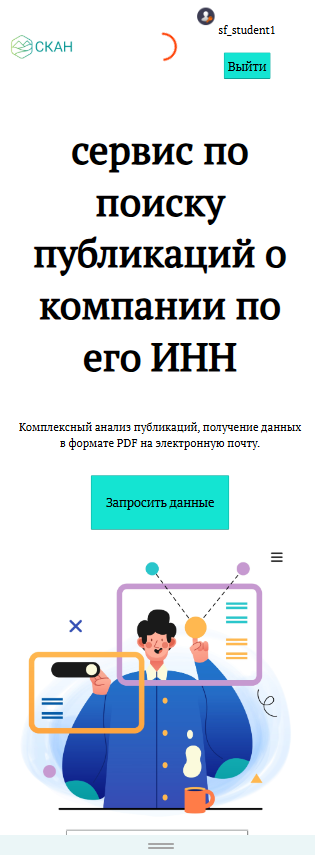 СКАН
sf_student1
Выйти
сервис по
поиску
публикаций о
компании по
его ИНН
Комплексный анализ публикаций, получение данных
в формате PDF на электронную почту.
Запросить данные